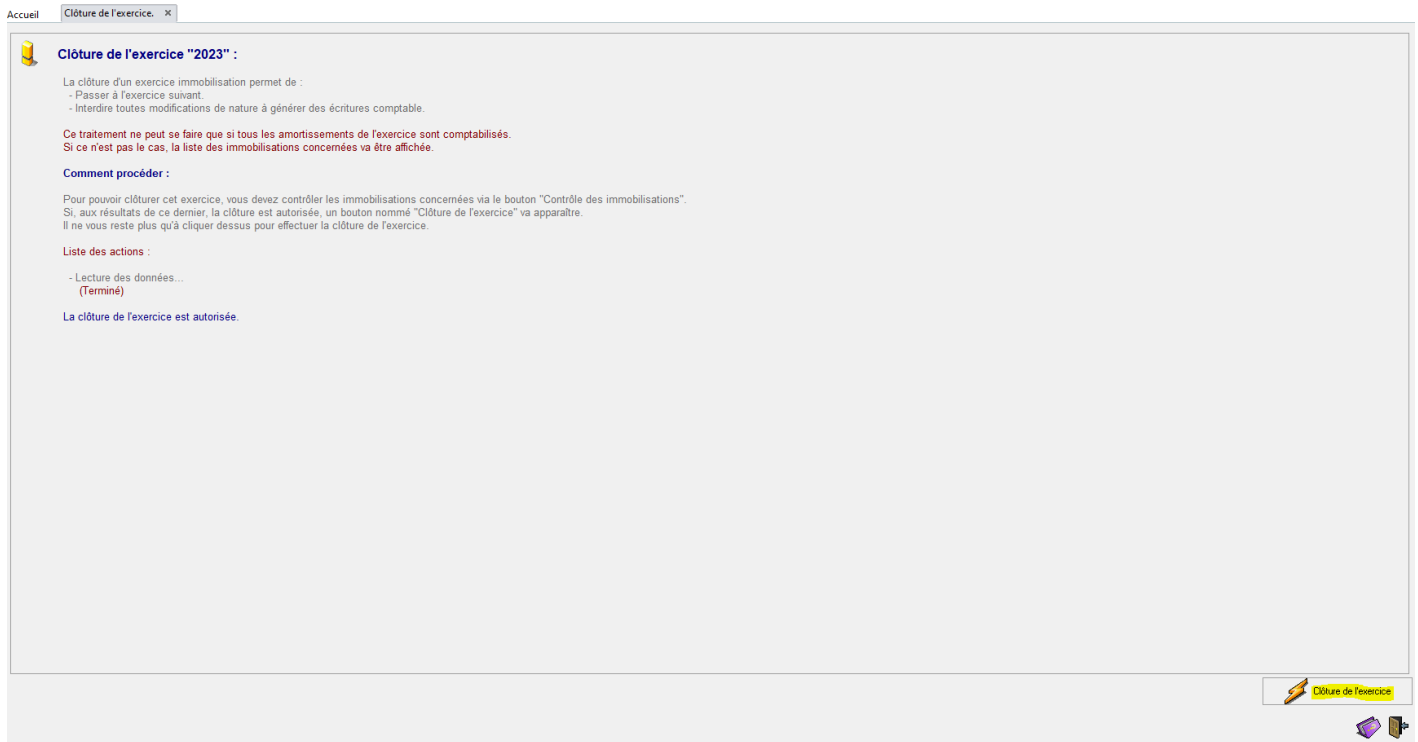 Accueil
Clôture de l'exercice. ×
Clôture de l'exercice "2023" :
La clôture d'un exercice immobilisation permet de :
- Passer à l'exercice suivant.
- Interdire toutes modifications de nature à générer des écritures comptable.
Ce traitement ne peut se faire que si tous les amortissements de l'exercice sont comptabilisés.
Si ce n'est pas le cas, la liste des immobilisations concernées va être affichée.
Comment procéder :
Pour pouvoir clôturer cet exercice, vous devez contrôler les immobilisations concernées via le bouton "Contrôle des immobilisations".
Si, aux résultats de ce dernier, la clôture est autorisée, un bouton nommé "Clôture de l'exercice" va apparaître.
Il ne vous reste plus qu'à cliquer dessus pour effectuer la clôture de l'exercice.
Liste des actions :
- Lecture des données...
(Terminé)
La clôture de l'exercice est autorisée.
Clôture de l'exercice